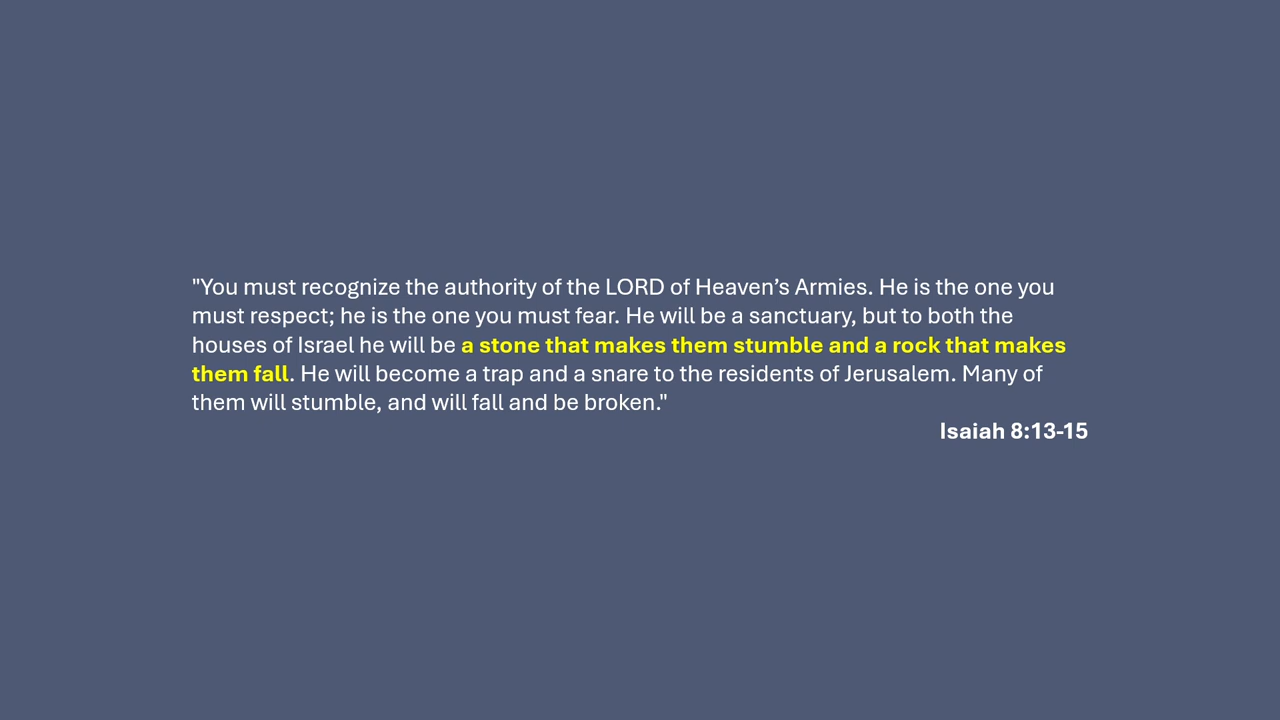 "You must recognize the authority of the LORD of Heaven’s Armies. He is the one you
must respect; he is the one you must fear. He will be a sanctuary, but to both the
houses of Israel he will be a stone that makes them stumble and a rock that makes
them fall. He will become a trap and a snare to the residents of Jerusalem. Many of
them will stumble, and will fall and be broken."
Isaiah 8:13-15